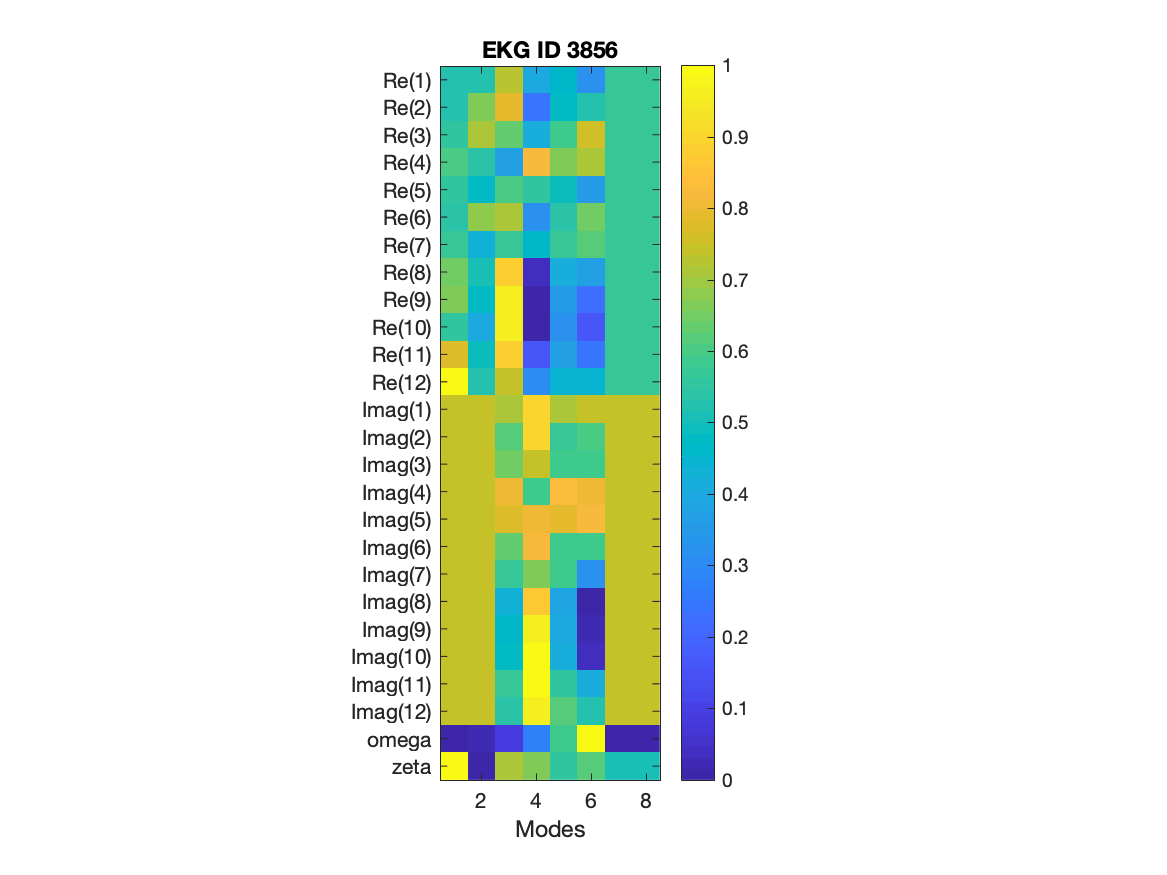 EKG ID 3856
Re(1)
Re(2)
Re(3)
Re(4)
Re(5)
Re(6)
Re(7)
Re(8)
Re(9)
Re(10)
Re(11)
Re(12)
Imag(1)
Imag(2)
Imag(3)
Imag(4)
Imag(5)
Imag(6)
Imag(7)
Imag(8)
Imag(9)
Imag(10)
Imag(11)
Imag(12)
omega
zeta
2 4 6 8
Modes
1
0.9
0.8
0.7
0.6
0.5
0.4
0.3
0.2
0.1
0